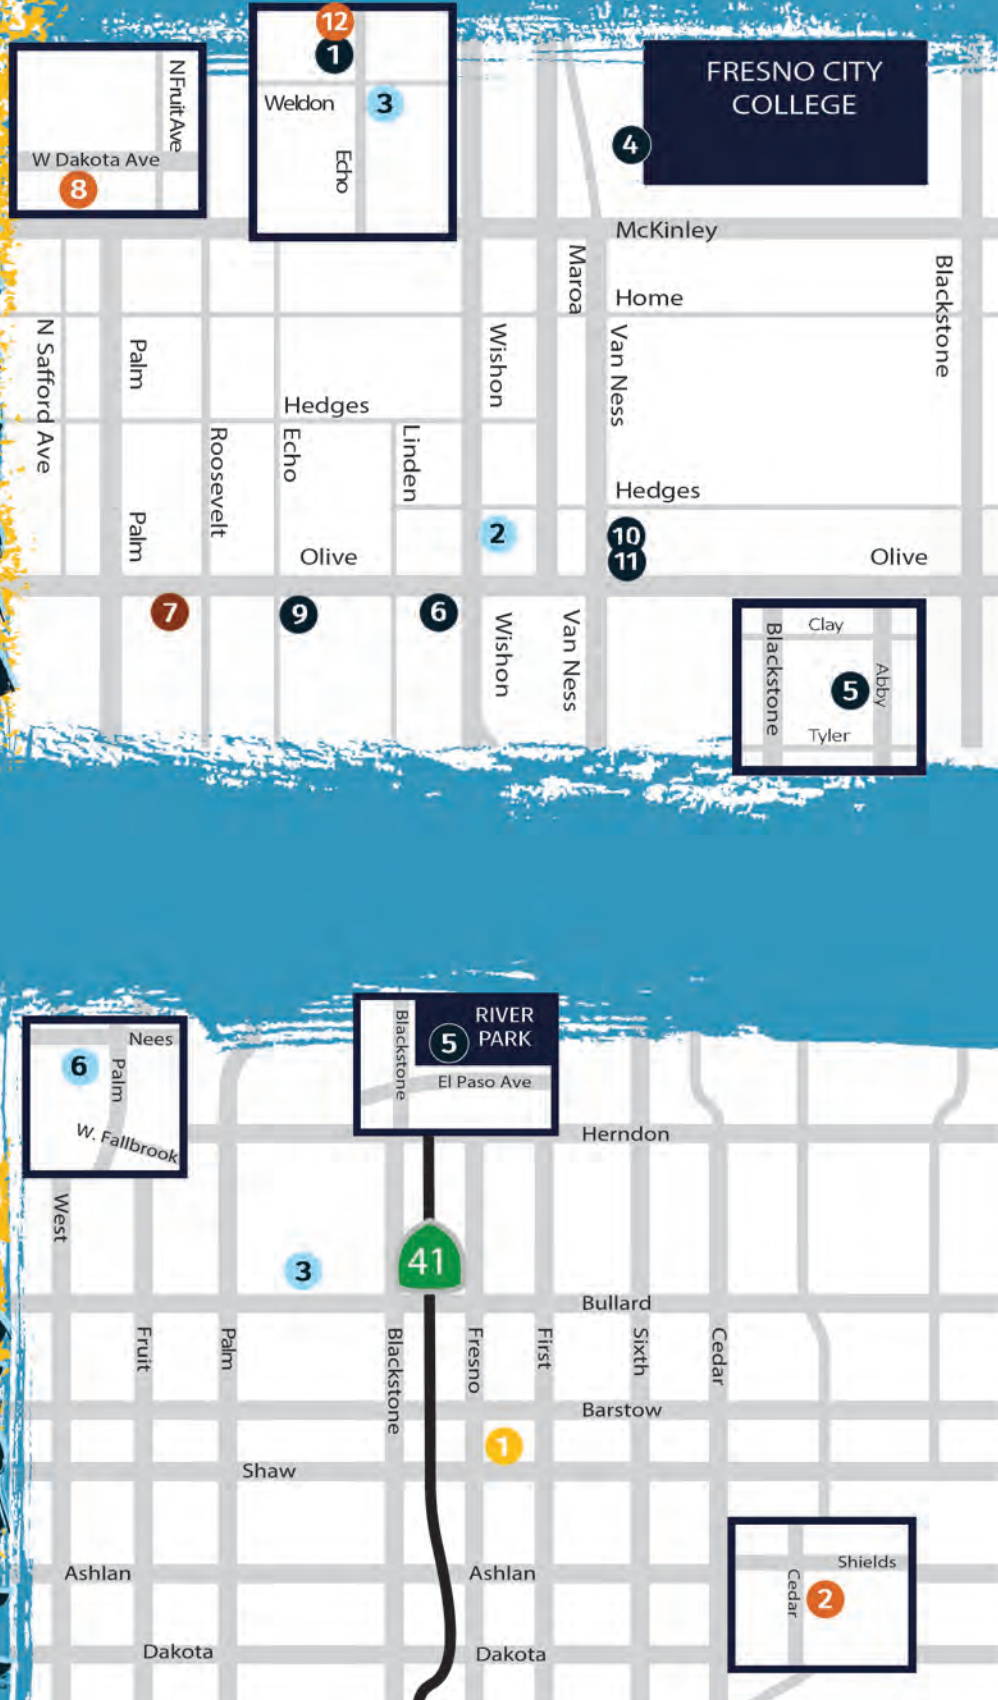 12
1
Weldon
3
Echo
N Fruit Ave
W Dakota Ave
8
FRESNO CITY
COLLEGE
4
McKinley
Maroa
Home
Blackstone
N Safford Ave
Palm
Wishon
Van Ness
Hedges
Roosevelt
Echo
Linden
Hedges
Palm
2
10
11
Olive
Olive
7
9
6
Wishon
Van Ness
Clay
Blackstone
5
Abby
Tyler
Nees
6
Palm
W. Fallbrook
Blackstone
RIVER
PARK
5
El Paso Ave
Herndon
West
3
41
Bullard
Fruit
Palm
Blackstone
Fresno
First
Sixth
Cedar
Barstow
1
Shaw
Ashlan
Ashlan
Shields
Cedar
2
Dakota
Dakota